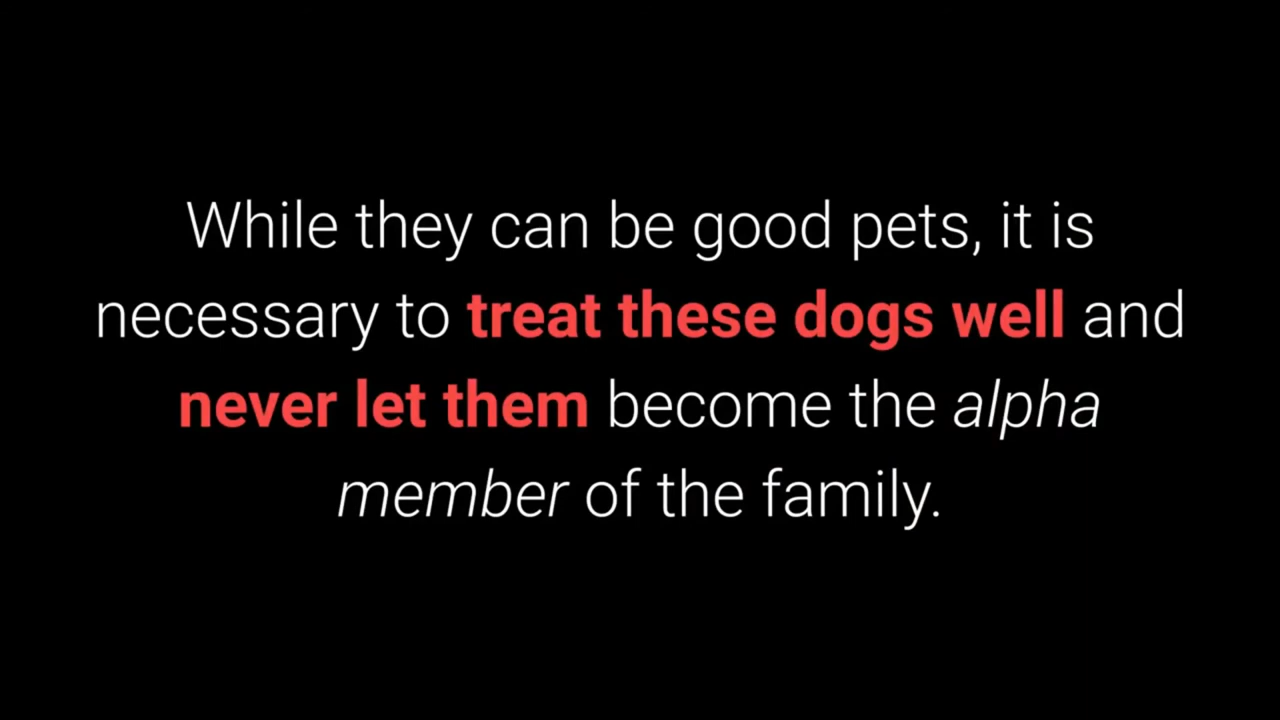 While they can be good pets, it is
necessary to treat these dogs well and
never let them become the alpha
member of the family.